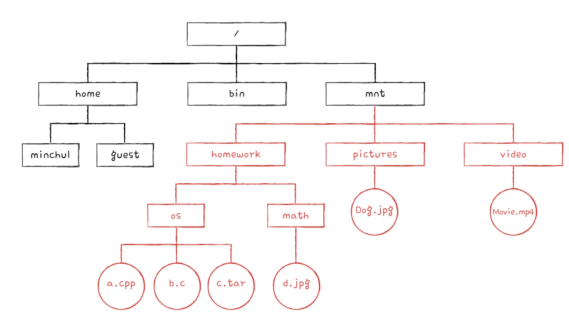 /
home
bin
mnt
minchul
guest
homework
pictures
video
os
math
Dog.jpg
Movie.mp4
a.cpp
b.c
c.tar
d.jpg